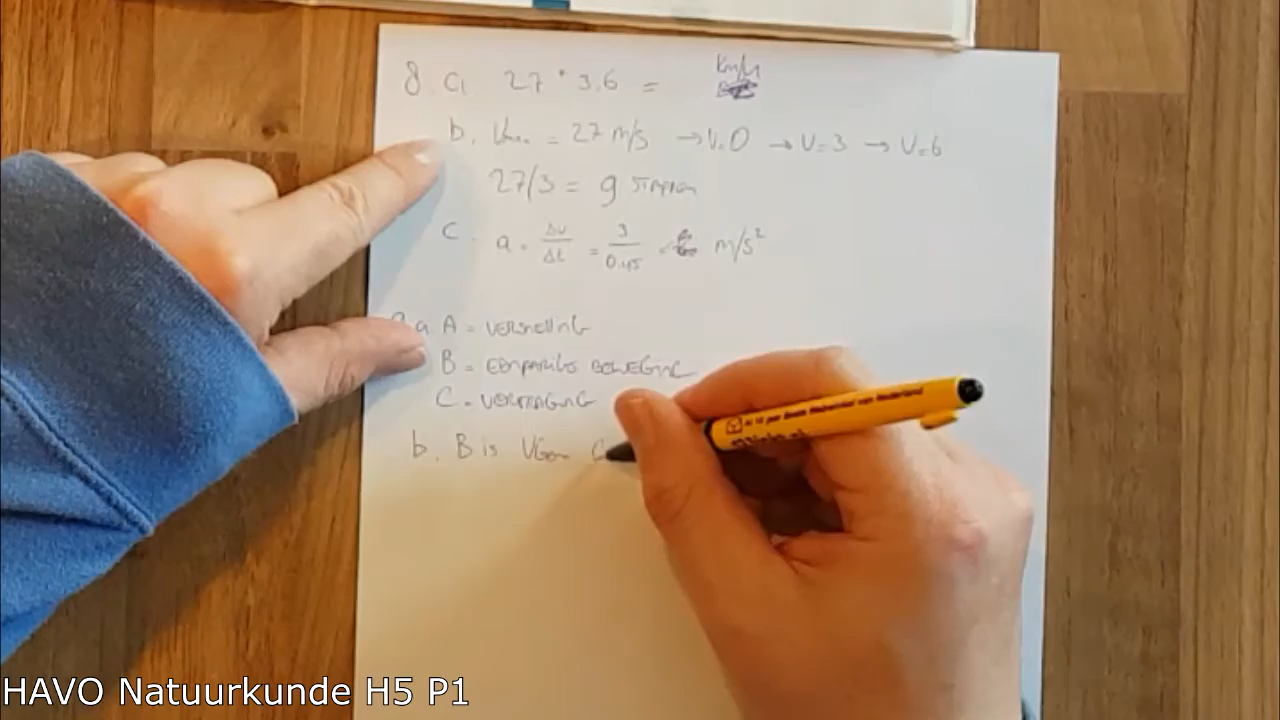 km/u
8. a. 27 * 3.6 =
b. Vmax = 27 m/s → V=0 → V=3 → V=6
27/3 = 9 stappen
c. a = Δv/Δt = 3/0.45 = m/s²
a. A = versnelling
B = eenparige beweging
C = vertraging
b. B is
HAVO Natuurkunde H5 P1